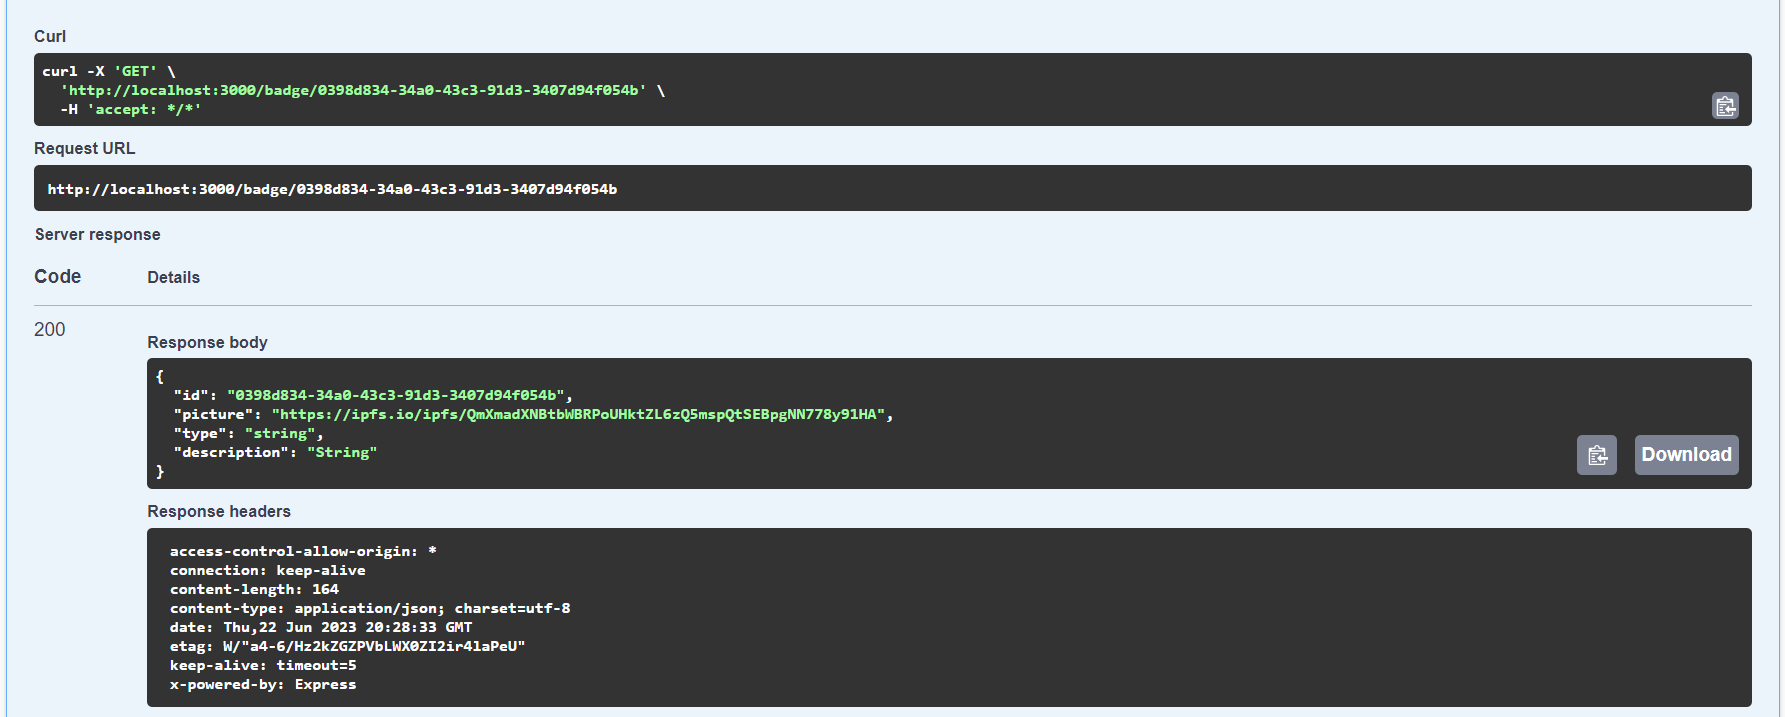 Curl
curl -X 'GET' \
'http://localhost:3000/badge/0398d834-34a0-43c3-91d3-3407d94f054b' \
-H 'accept: */*'
Request URL
http://localhost:3000/badge/0398d834-34a0-43c3-91d3-3407d94f054b
Server response
Code Details
200
Response body
{
"id": "0398d834-34a0-43c3-91d3-3407d94f054b",
"picture": "https://ipfs.io/ipfs/QmXmadXNBtbWBRPoUHktZL6zQ5mspQtSEBpgNN778y91HA",
"type": "string",
"description": "String"
}
Download
Response headers
access-control-allow-origin: *
connection: keep-alive
content-length: 164
content-type: application/json; charset=utf-8
date: Thu,22 Jun 2023 20:28:33 GMT
etag: W/"a4-6/Hz2kZGZPVbLWX0ZI2ir4laPeU"
keep-alive: timeout=5
x-powered-by: Express